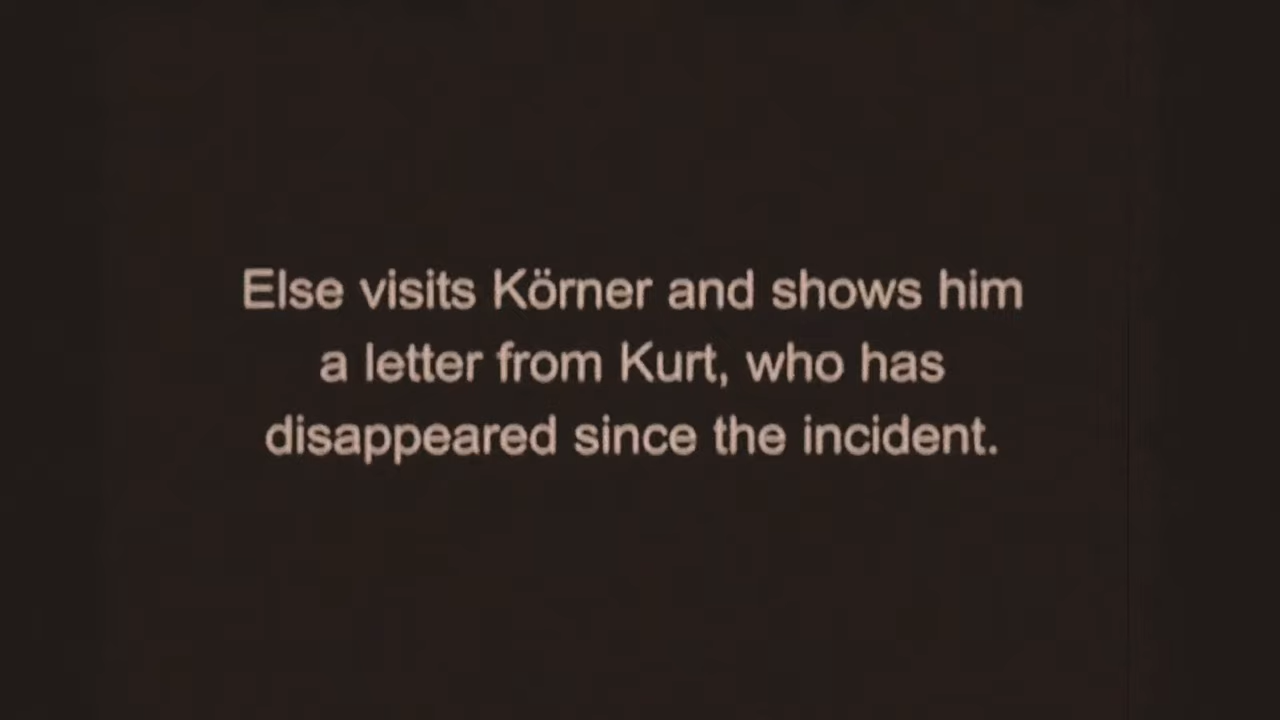 Else visits Körner and shows him
a letter from Kurt, who has
disappeared since the incident.